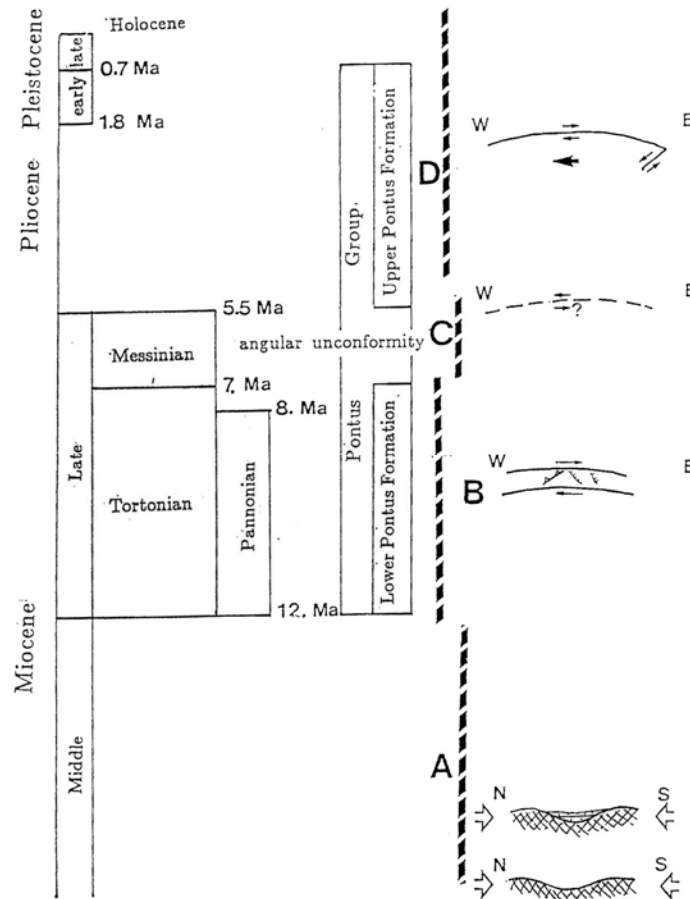 Holocene
Pleistocene
late
early
0.7 Ma
1.8 Ma
Pliocene
Group.
Upper Pontus Formation
D
W
E
5.5 Ma
Messinian
angular unconformity
C
W
E
?
7, Ma
8. Ma
Late
Tortonian
Pannonian
Pontus
Lower Pontus Formation
B
W
E
12. Ma
Miocene
Middle
A
N
S
N
S